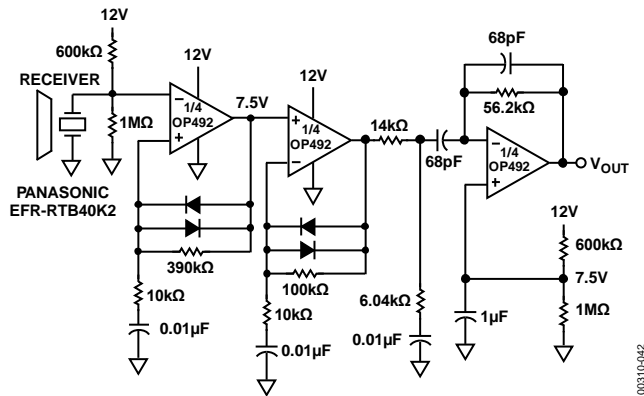 12V
600kΩ
RECEIVER
1MΩ
PANASONIC
EFR-RTB40K2
12V
−
+
1/4
OP492
7.5V
390kΩ
10kΩ
0.01µF
12V
+
−
1/4
OP492
100kΩ
10kΩ
0.01µF
14kΩ
68pF
6.04kΩ
0.01µF
68pF
56.2kΩ
−
+
1/4
OP492
VOUT
12V
600kΩ
7.5V
1µF
1MΩ
00310-042